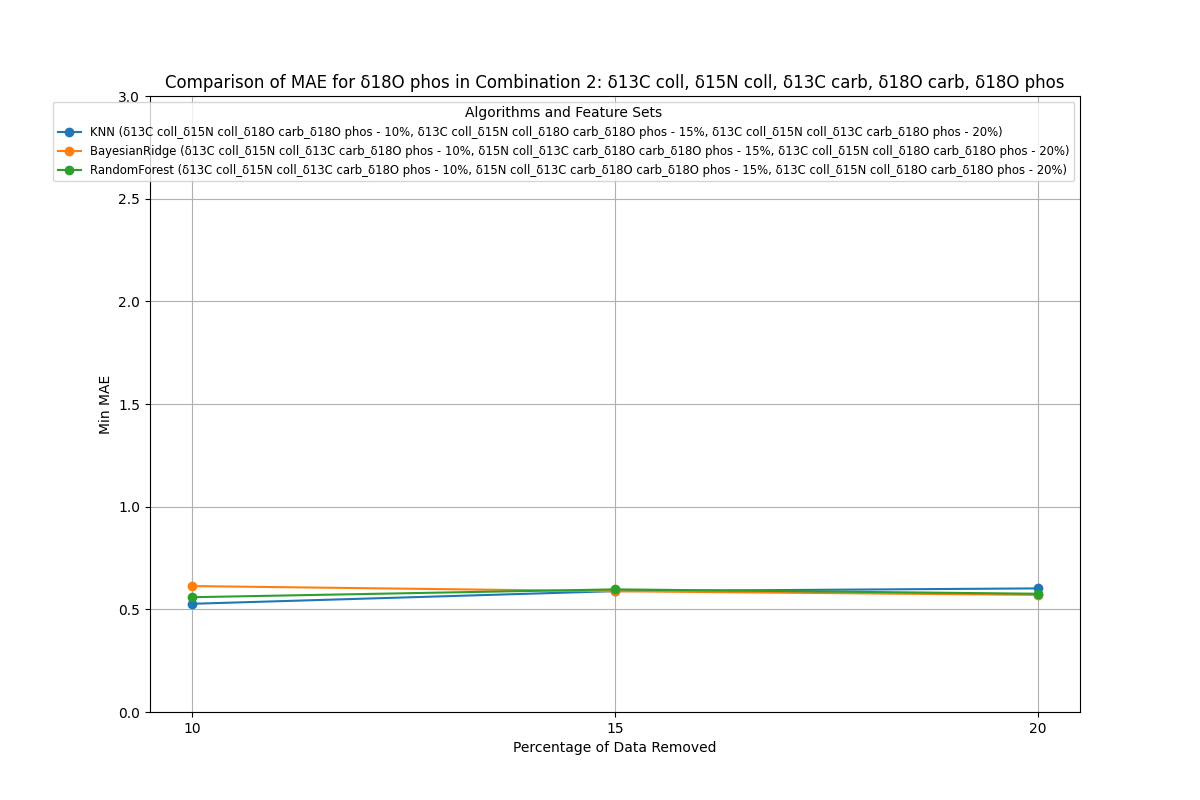 Comparison of MAE for δ18O phos in Combination 2: δ13C coll, δ15N coll, δ13C carb, δ18O carb, δ18O phos
3.0
Algorithms and Feature Sets
KNN (δ13C coll_δ15N coll_δ18O carb_δ18O phos - 10%, δ13C coll_δ15N coll_δ18O carb_δ18O phos - 15%, δ13C coll_δ15N coll_δ13C carb_δ18O phos - 20%)
BayesianRidge (δ13C coll_δ15N coll_δ13C carb_δ18O phos - 10%, δ15N coll_δ13C carb_δ18O carb_δ18O phos - 15%, δ13C coll_δ15N coll_δ18O carb_δ18O phos - 20%)
RandomForest (δ13C coll_δ15N coll_δ13C carb_δ18O phos - 10%, δ15N coll_δ13C carb_δ18O carb_δ18O phos - 15%, δ13C coll_δ15N coll_δ18O carb_δ18O phos - 20%)
2.5
2.0
1.5
Min MAE
1.0
0.5
0.0
10 15 20
Percentage of Data Removed